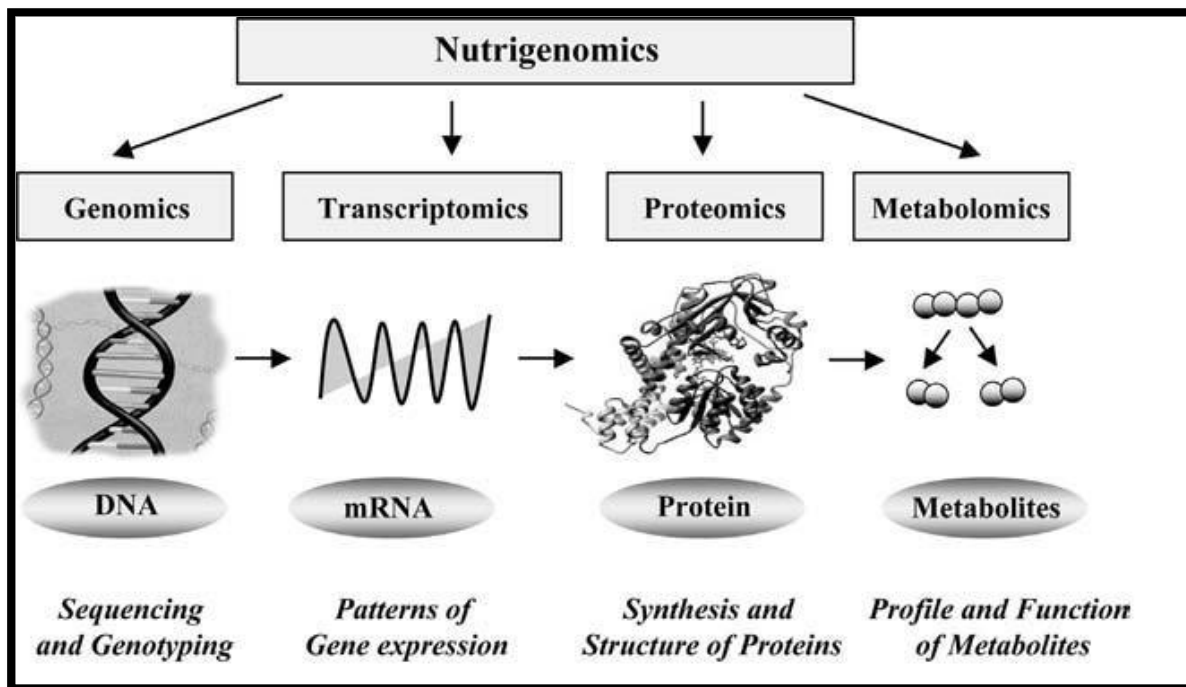 Nutrigenomics
Genomics
Transcriptomics
Proteomics
Metabolomics
DNA
mRNA
Protein
Metabolites
Sequencing
and Genotyping
Patterns of
Gene expression
Synthesis and
Structure of Proteins
Profile and Function
of Metabolites